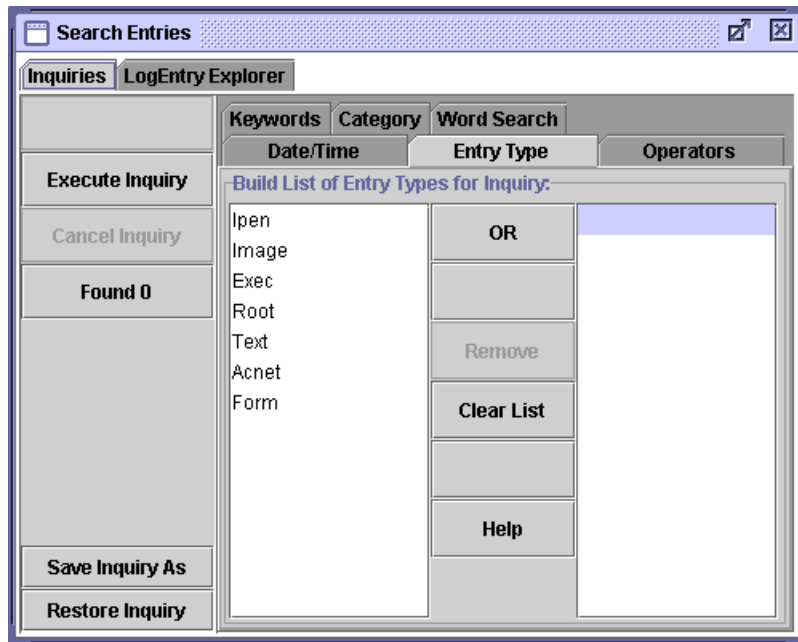 Search Entries
Inquiries LogEntry Explorer
Keywords Category Word Search
Date/Time Entry Type Operators
Execute Inquiry
Cancel Inquiry
Found 0
Save Inquiry As
Restore Inquiry
Build List of Entry Types for Inquiry:
Ipen
Image
Exec
Root
Text
Acnet
Form
OR
Remove
Clear List
Help